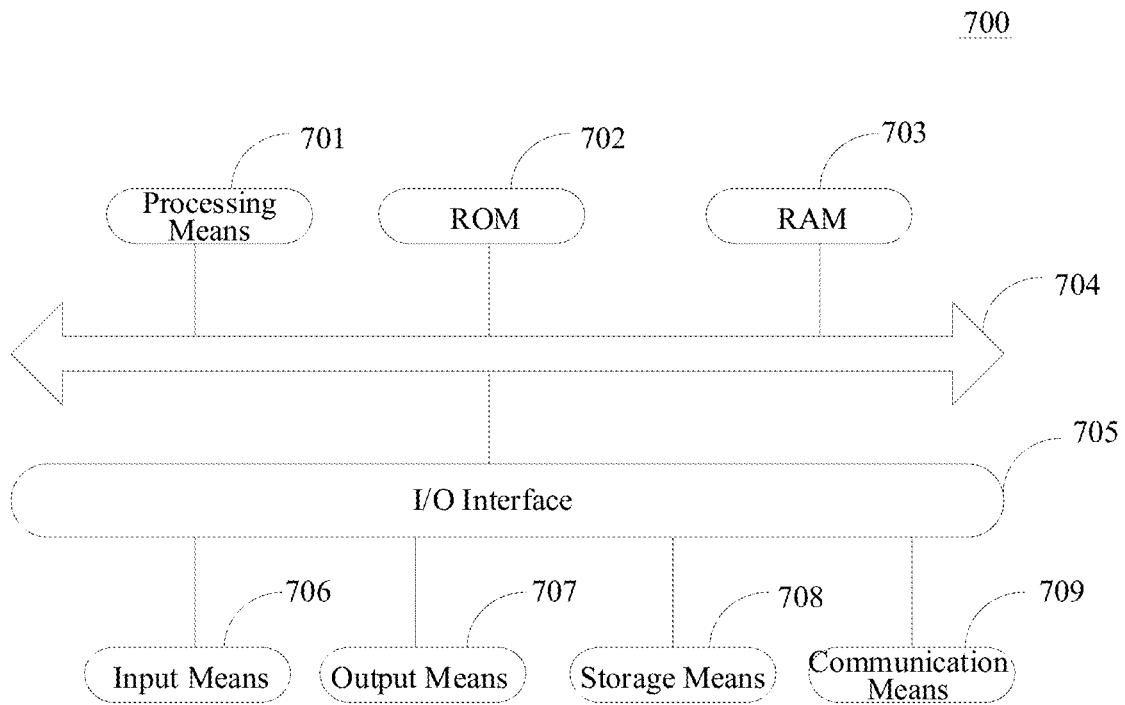 700
701
702
703
Processing
Means
ROM
RAM
704
705
I/O Interface
706
707
708
709
Input Means
Output Means
Storage Means
Communication
Means